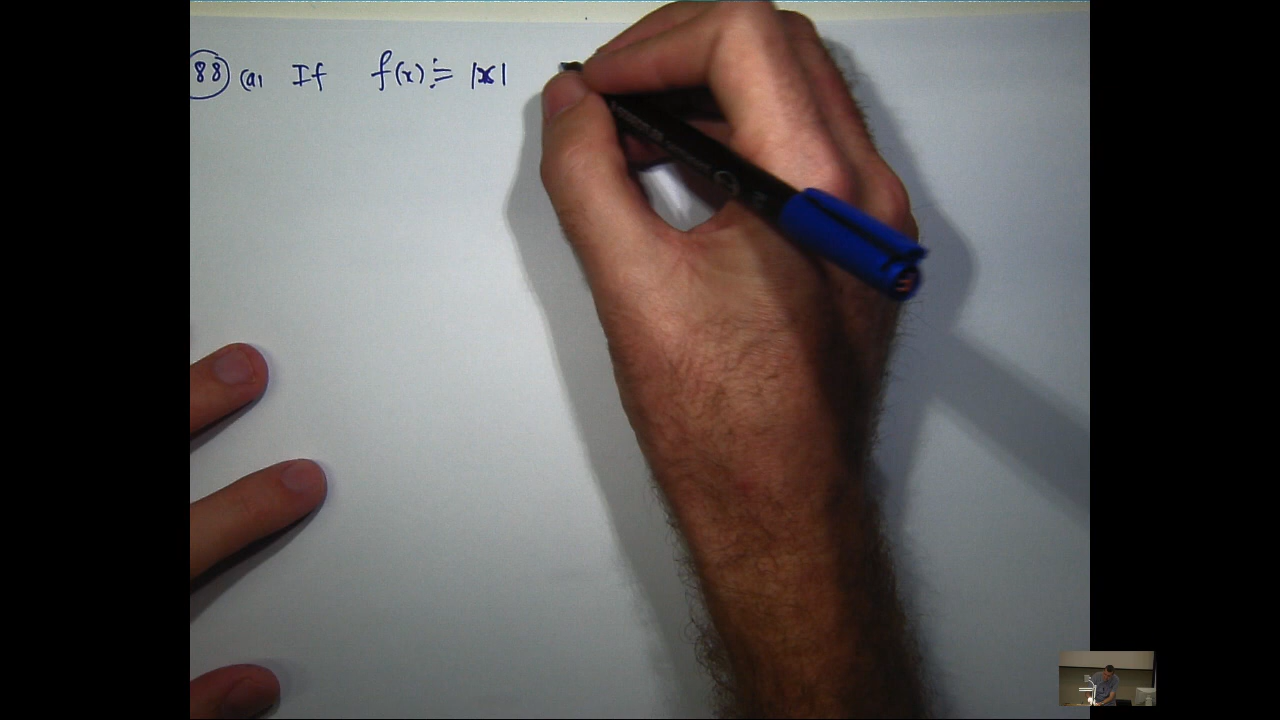 88 (a) If f(x) := |x|